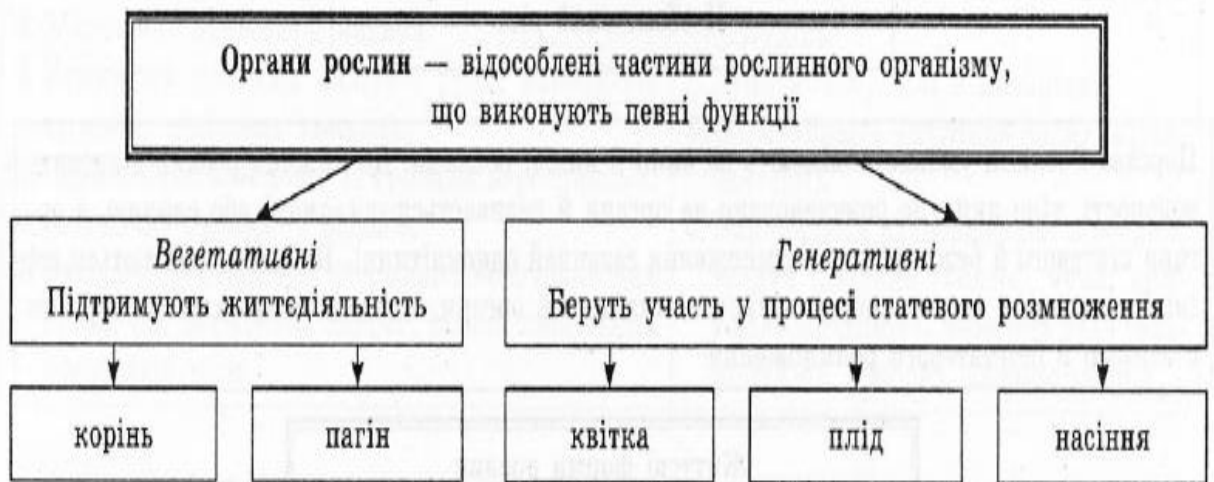 Органи рослин — відособлені частини рослинного організму,
що виконують певні функції
Вегетативні
Підтримують життєдіяльність
Генеративні
Беруть участь у процесі статевого розмноження
корінь
пагін
квітка
плід
насіння